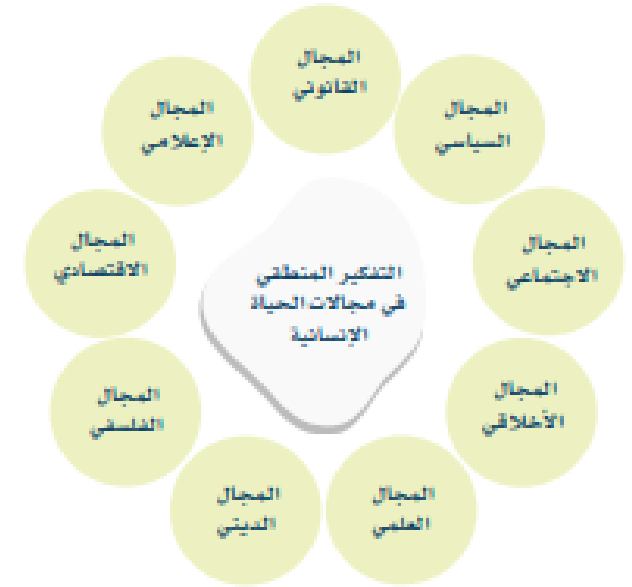 المجال
القانوني
المجال
السياسي
المجال
الاجتماعي
المجال
الأخلاقي
المجال
العلمي
المجال
الديني
المجال
الفلسفي
المجال
الاقتصادي
المجال
الإعلامي
التفكير المنطقي
في مجالات الحياة
الإنسانية